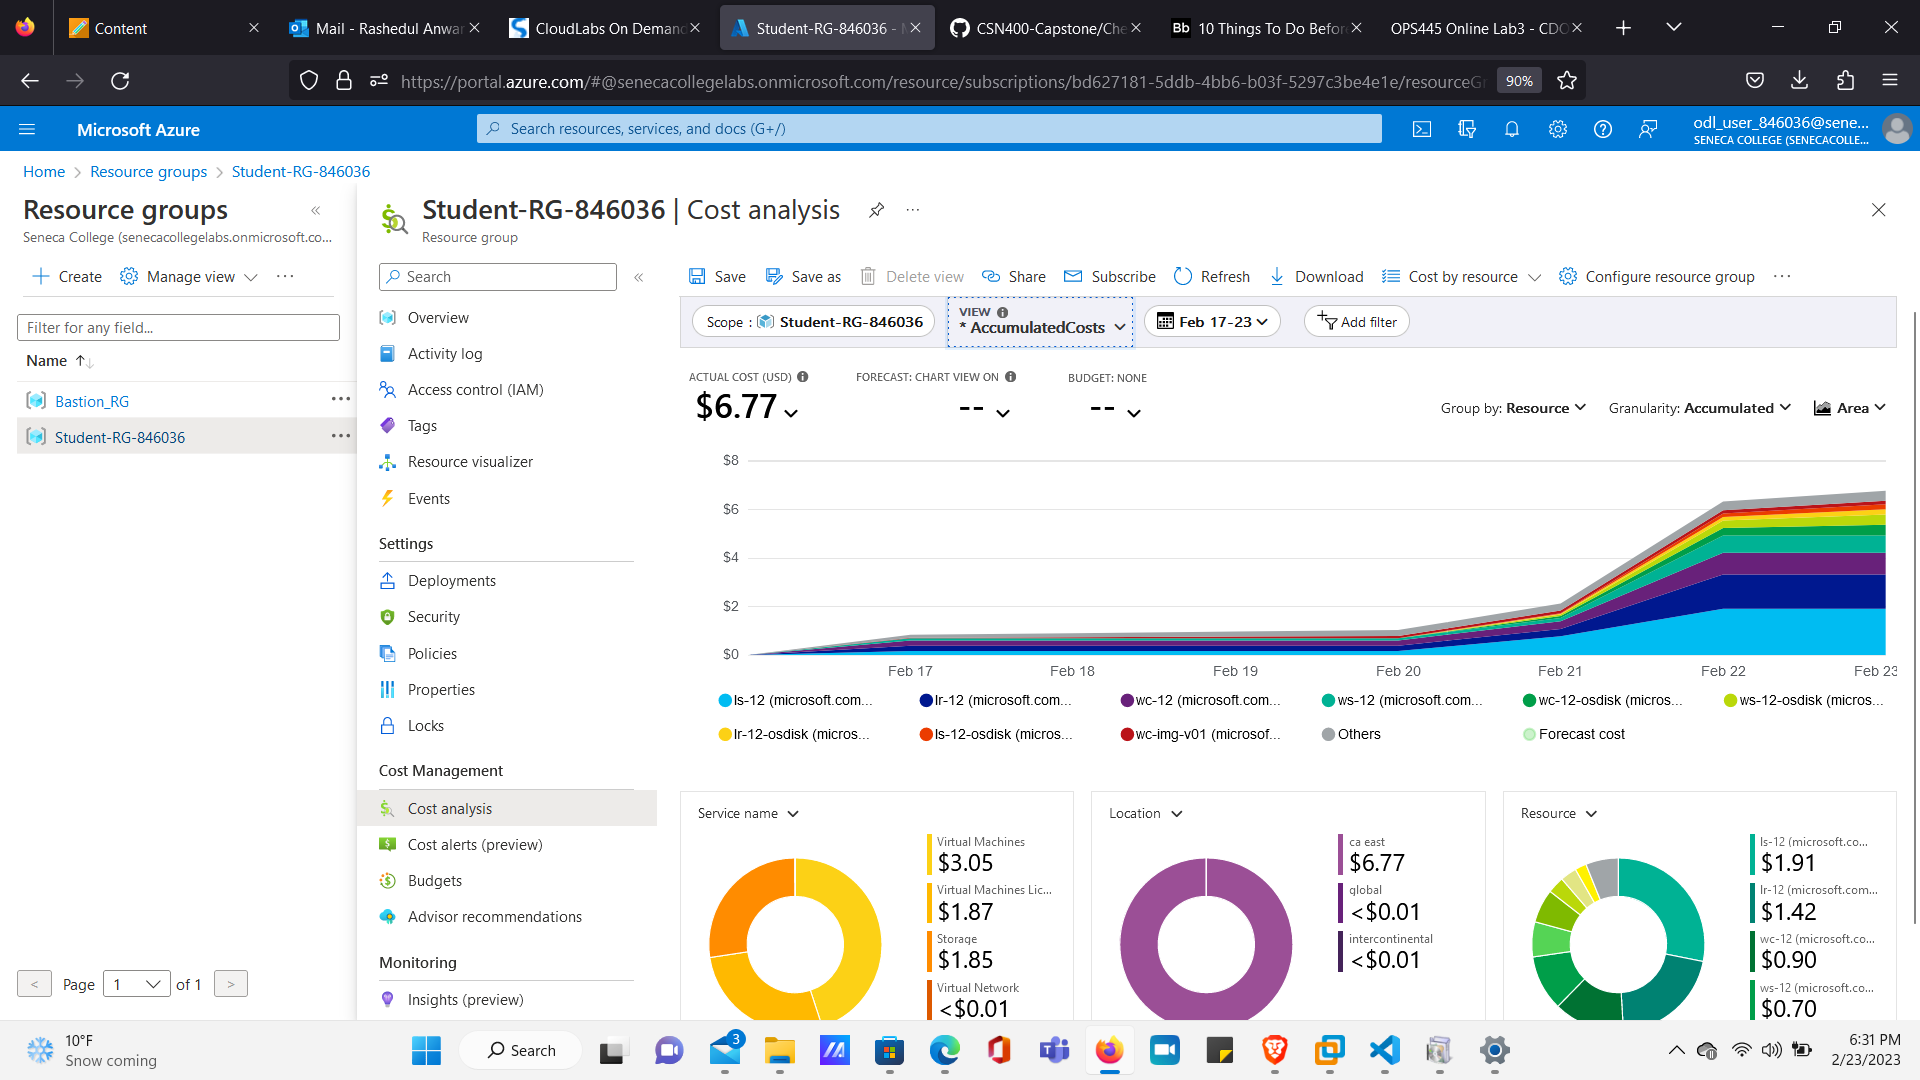 Content
Mail - Rashedul Anwar
CloudLabs On Demand
Student-RG-846036 - M
CSN400-Capstone/Che
Bb 10 Things To Do Befor
OPS445 Online Lab3 - CDO
https://portal.azure.com/#@senecacollegelabs.onmicrosoft.com/resource/subscriptions/bd627181-5ddb-4bb6-b03f-5297c3be4e1e/resourceGr
90%
Microsoft Azure
Search resources, services, and docs (G+/)
odl_user_846036@sene...
SENECA COLLEGE (SENECACOLLE...
Home > Resource groups > Student-RG-846036
Resource groups
Seneca College (senecacollegelabs.onmicrosoft.co...
Create
Manage view
Filter for any field...
Name
Bastion_RG
Student-RG-846036
< Page 1 of 1 >
Student-RG-846036 | Cost analysis
Resource group
Search
Overview
Activity log
Access control (IAM)
Tags
Resource visualizer
Events
Settings
Deployments
Security
Policies
Properties
Locks
Cost Management
Cost analysis
Cost alerts (preview)
Budgets
Advisor recommendations
Monitoring
Insights (preview)
Save
Save as
Delete view
Share
Subscribe
Refresh
Download
Cost by resource
Configure resource group
Scope : Student-RG-846036
VIEW
* AccumulatedCosts
Feb 17-23
Add filter
ACTUAL COST (USD)
$6.77
FORECAST: CHART VIEW ON
--
BUDGET: NONE
--
Group by: Resource
Granularity: Accumulated
Area
$8
$6
$4
$2
$0
Feb 17
Feb 18
Feb 19
Feb 20
Feb 21
Feb 22
Feb 23
ls-12 (microsoft.com...
lr-12 (microsoft.com...
wc-12 (microsoft.com...
ws-12 (microsoft.com...
wc-12-osdisk (micros...
ws-12-osdisk (micros...
lr-12-osdisk (micros...
ls-12-osdisk (micros...
wc-img-v01 (microsof...
Others
Forecast cost
Service name
Virtual Machines
$3.05
Virtual Machines Lic...
$1.87
Storage
$1.85
Virtual Network
<$0.01
Location
ca east
$6.77
global
<$0.01
intercontinental
<$0.01
Resource
ls-12 (microsoft.co...
$1.91
lr-12 (microsoft.com...
$1.42
wc-12 (microsoft.co...
$0.90
ws-12 (microsoft.co...
$0.70
10°F
Snow coming
Search
3
6:31 PM
2/23/2023